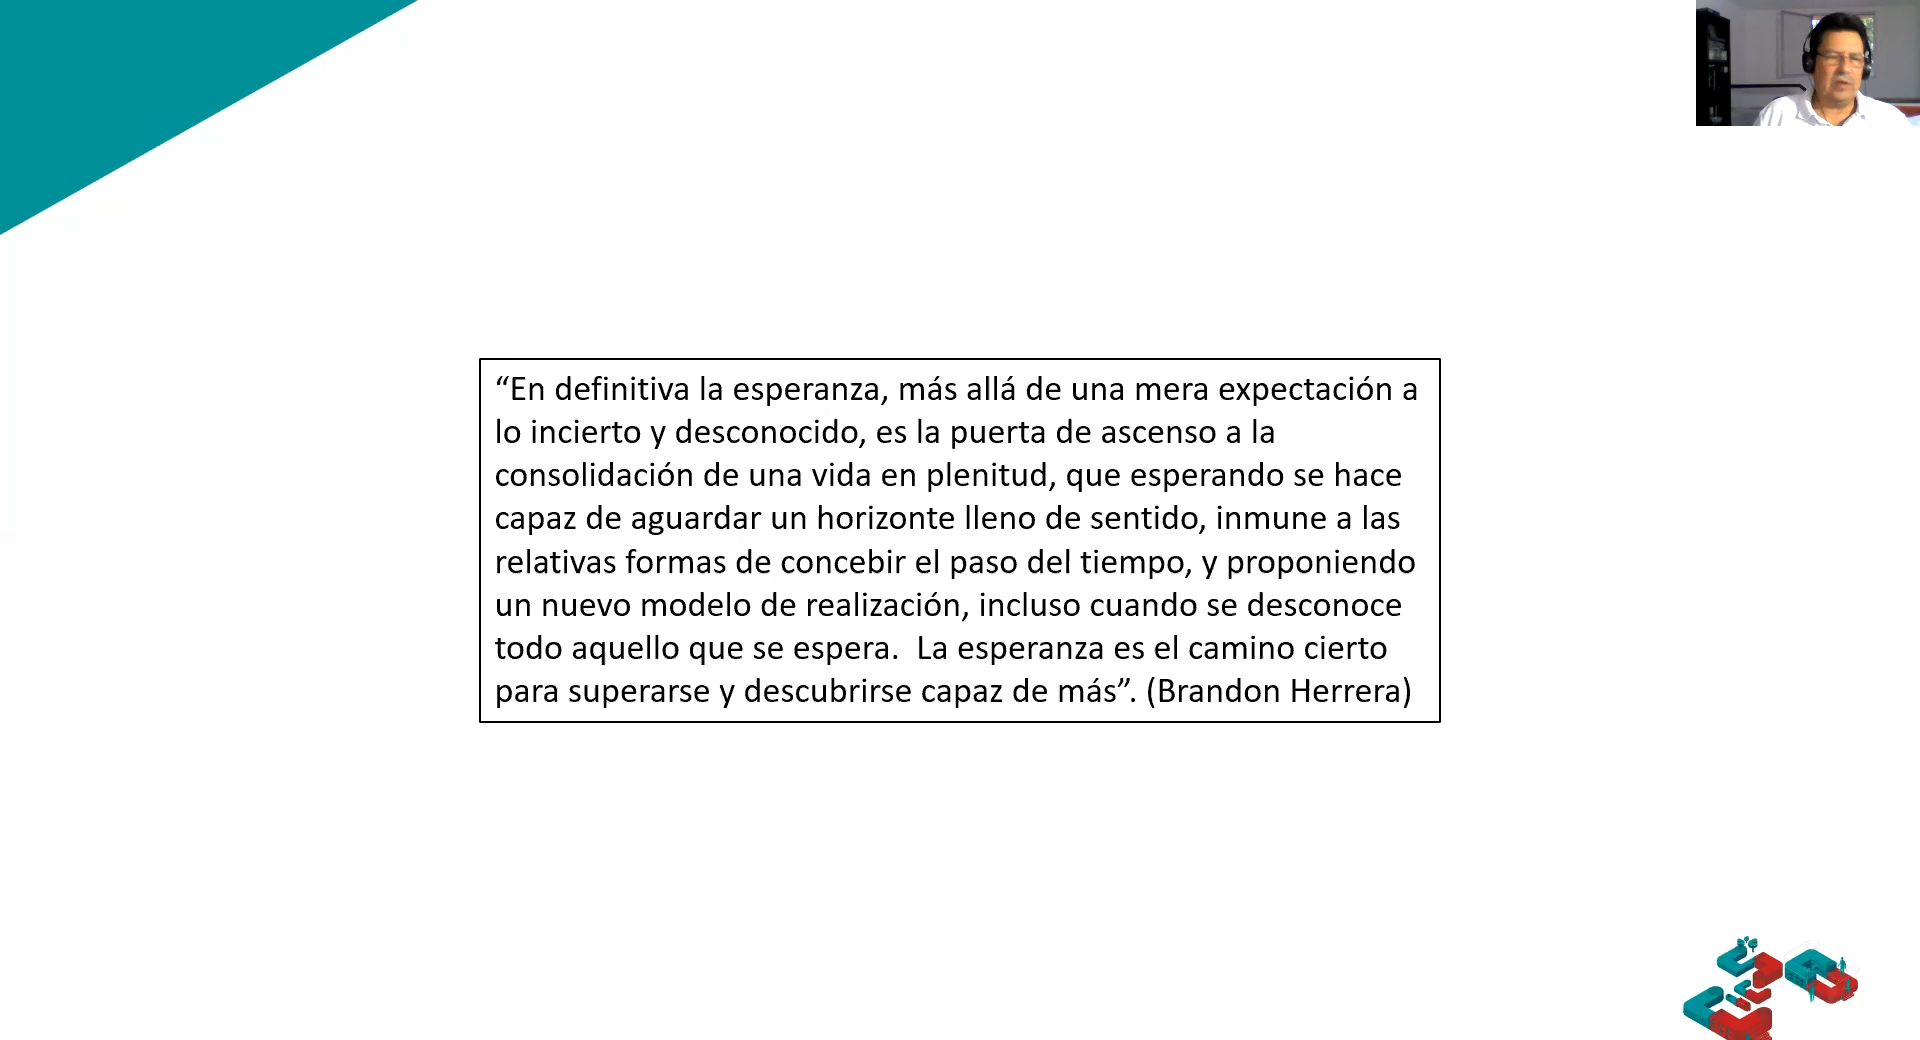 “En definitiva la esperanza, más allá de una mera expectación a
lo incierto y desconocido, es la puerta de ascenso a la
consolidación de una vida en plenitud, que esperando se hace
capaz de aguardar un horizonte lleno de sentido, inmune a las
relativas formas de concebir el paso del tiempo, y proponiendo
un nuevo modelo de realización, incluso cuando se desconoce
todo aquello que se espera.  La esperanza es el camino cierto
para superarse y descubrirse capaz de más”. (Brandon Herrera)